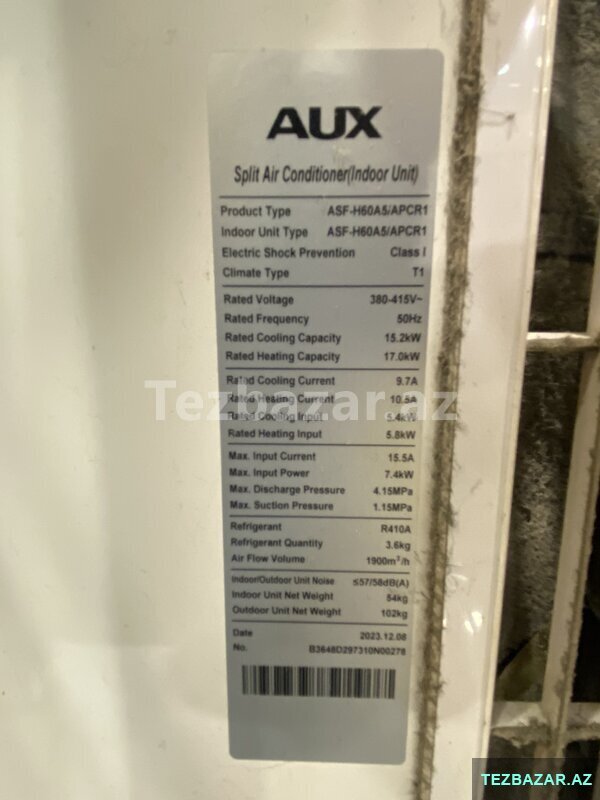 AUX
Split Air Conditioner(Indoor Unit)
Product Type ASF-H60A5/APCR1
Indoor Unit Type ASF-H60A5/APCR1
Electric Shock Prevention Class I
Climate Type T1
Rated Voltage 380-415V~
Rated Frequency 50Hz
Rated Cooling Capacity 15.2kW
Rated Heating Capacity 17.0kW
Rated Cooling Current 9.7A
Rated Heating Current 10.5A
Rated Cooling Input 5.4kW
Rated Heating Input 5.8kW
Max. Input Current 15.5A
Max. Input Power 7.4kW
Max. Discharge Pressure 4.15MPa
Max. Suction Pressure 1.15MPa
Refrigerant R410A
Refrigerant Quantity 3.6kg
Air Flow Volume 1900m³/h
Indoor/Outdoor Unit Noise ≤57/58dB(A)
Indoor Unit Net Weight 54kg
Outdoor Unit Net Weight 102kg
Date 2023.12.08
No. B3648D297310N00278
Tezbazar.az
TEZBAZAR.AZ